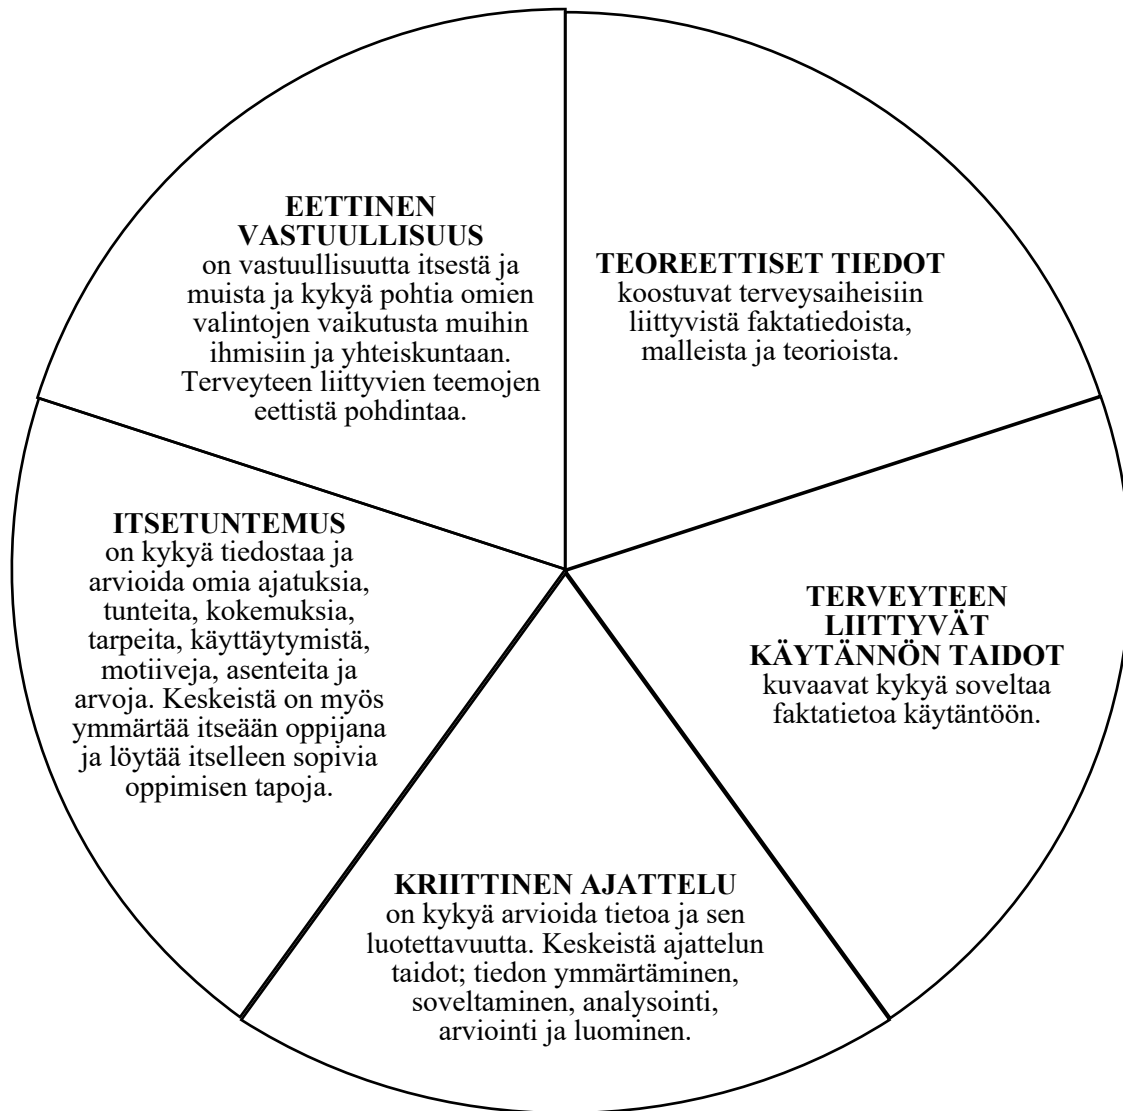 EETTINEN
VASTUULLISUUS
on vastuullisuutta itsestä ja
muista ja kykyä pohtia omien
valintojen vaikutusta muihin
ihmisiin ja yhteiskuntaan.
Terveyteen liittyvien teemojen
eettistä pohdintaa.
TEOREETTISET TIEDOT
koostuvat terveysaiheisiin
liittyvistä faktatiedoista,
malleista ja teorioista.
ITSETUNTEMUS
on kykyä tiedostaa ja
arvioida omia ajatuksia,
tunteita, kokemuksia,
tarpeita, käyttäytymistä,
motiiveja, asenteita ja
arvoja. Keskeistä on myös
ymmärtää itseään oppijana
ja löytää itselleen sopivia
oppimisen tapoja.
TERVEYTEEN
LIITTYVÄT
KÄYTÄNNÖN TAIDOT
kuvaavat kykyä soveltaa
faktatietoa käytäntöön.
KRIITTINEN AJATTELU
on kykyä arvioida tietoa ja sen
luotettavuutta. Keskeistä ajattelun
taidot; tiedon ymmärtäminen,
soveltaminen, analysointi,
arviointi ja luominen.